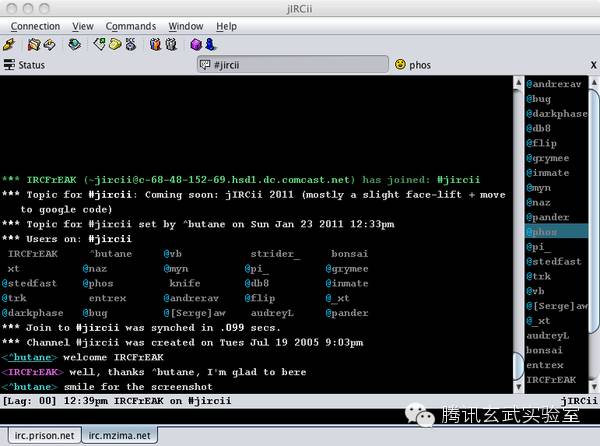 jIRCii
Connection View Commands Window Help
Status #jircii phos X
*** IRCFrEAK (~jircii@c-68-48-152-69.hsd1.dc.comcast.net) has joined: #jircii
*** Topic for #jircii: Coming soon: jIRCii 2011 (mostly a slight face-lift + move
to google code)
*** Topic for #jircii set by ^butane on Sun Jan 23 2011 12:33pm
*** Users on: #jircii
IRCFrEAK ^butane @vb strider_ bonsai
xt @naz @myn @pi_ @grymee
@stedfast @phos knife @db8 @inmate
@trk entrex @andrerav @flip @_xt
@darkphase @bug @[Serge]aw audreyL @pander
*** Join to #jircii was synched in .099 secs.
*** Channel #jircii was created on Tues Jul 19 2005 9:03pm
<^butane> welcome IRCFrEAK
<IRCFrEAK> well, thanks ^butane, I'm glad to bere
<^butane> smile for the screenshot
[Lag: 00] 12:39pm IRCFrEAK on #jircii jIRCii
@andrerav
@bug
@darkphase
@db8
@flip
@grymee
@inmate
@myn
@naz
@pander
@phos
@pi_
@stedfast
@trk
@vb
@[Serge]aw
@_xt
audreyL
bonsai
entrex
IRCFrEAK
irc.prison.net irc.mzima.net
腾讯玄武实验室